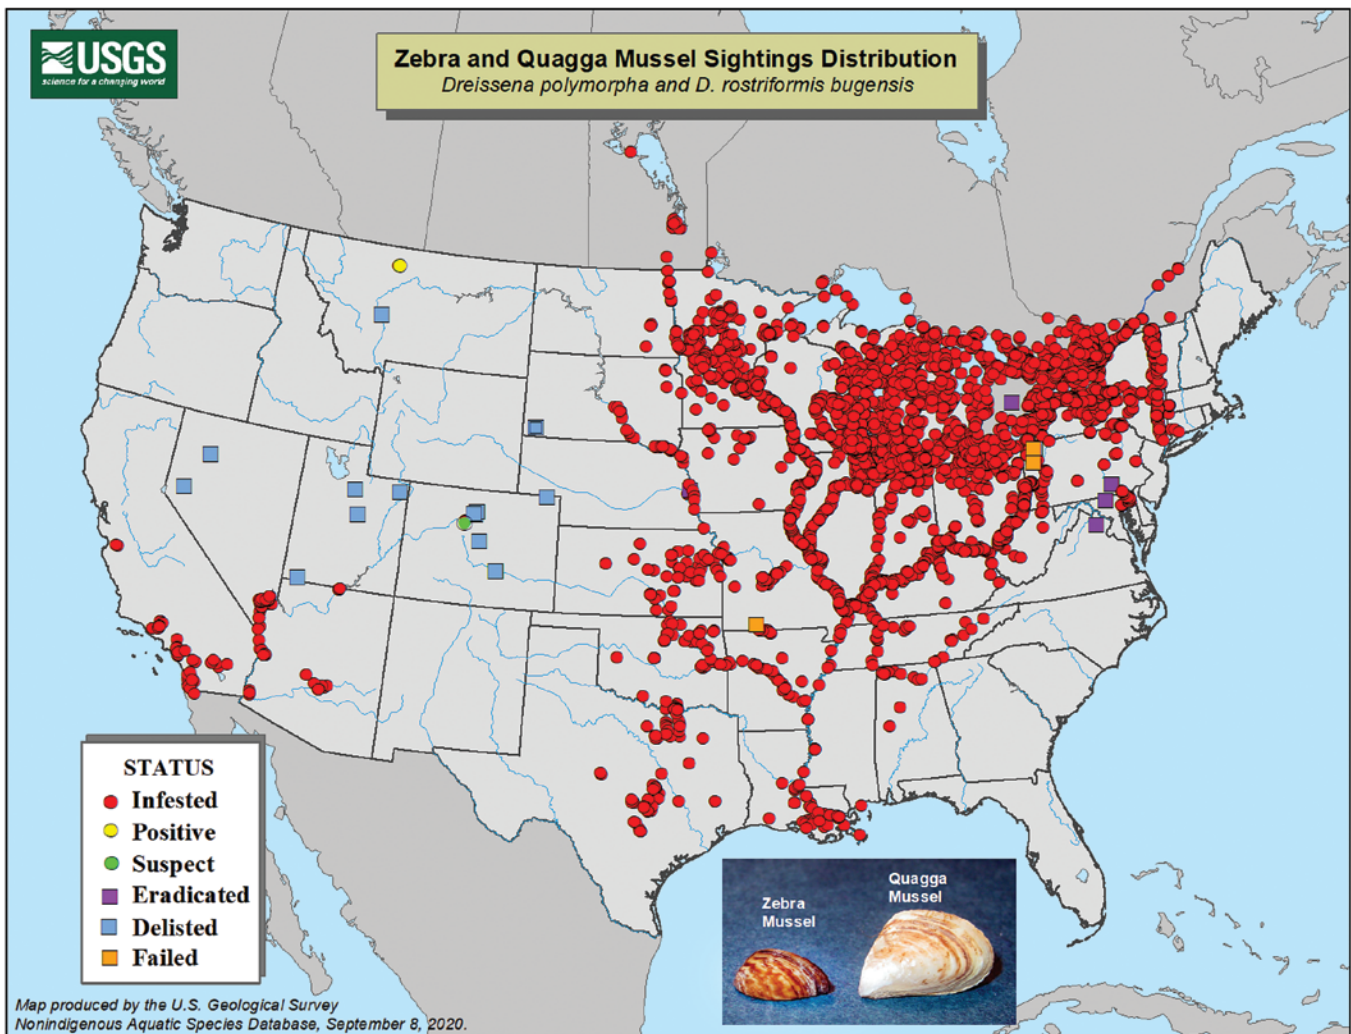 USGS
science for a changing world
Zebra and Quagga Mussel Sightings Distribution
Dreissena polymorpha and D. rostriformis bugensis
STATUS
Infested
Positive
Suspect
Eradicated
Delisted
Failed
Zebra
Mussel
Quagga
Mussel
Map produced by the U.S. Geological Survey
Nonindigenous Aquatic Species Database, September 8, 2020.